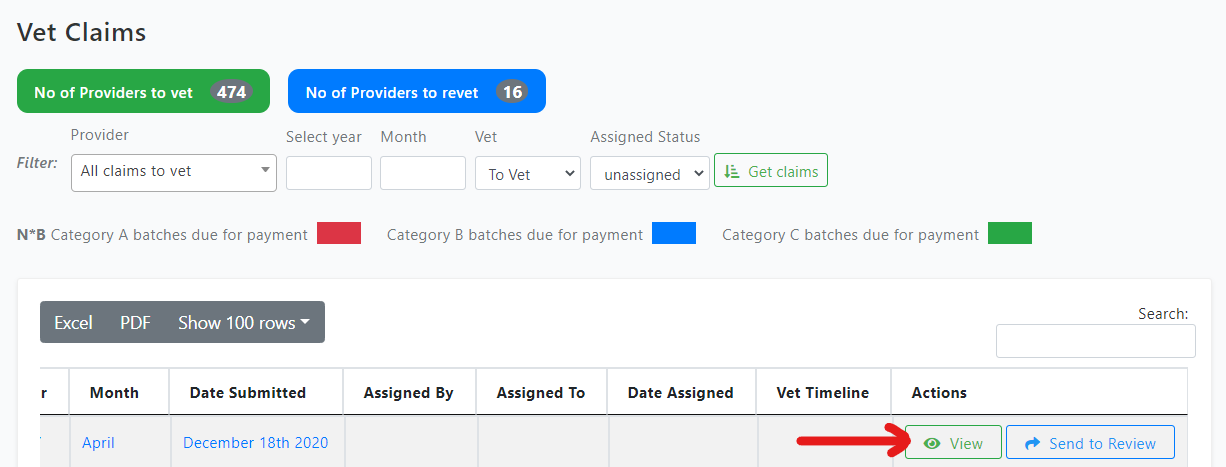 Vet Claims
No of Providers to vet 474 No of Providers to revet 16
Provider Select year Month Vet Assigned Status
Filter: All claims to vet To Vet unassigned Get claims
N*B Category A batches due for payment Category B batches due for payment Category C batches due for payment
Excel PDF Show 100 rows
Search:
r Month Date Submitted Assigned By Assigned To Date Assigned Vet Timeline Actions
April December 18th 2020 View Send to Review